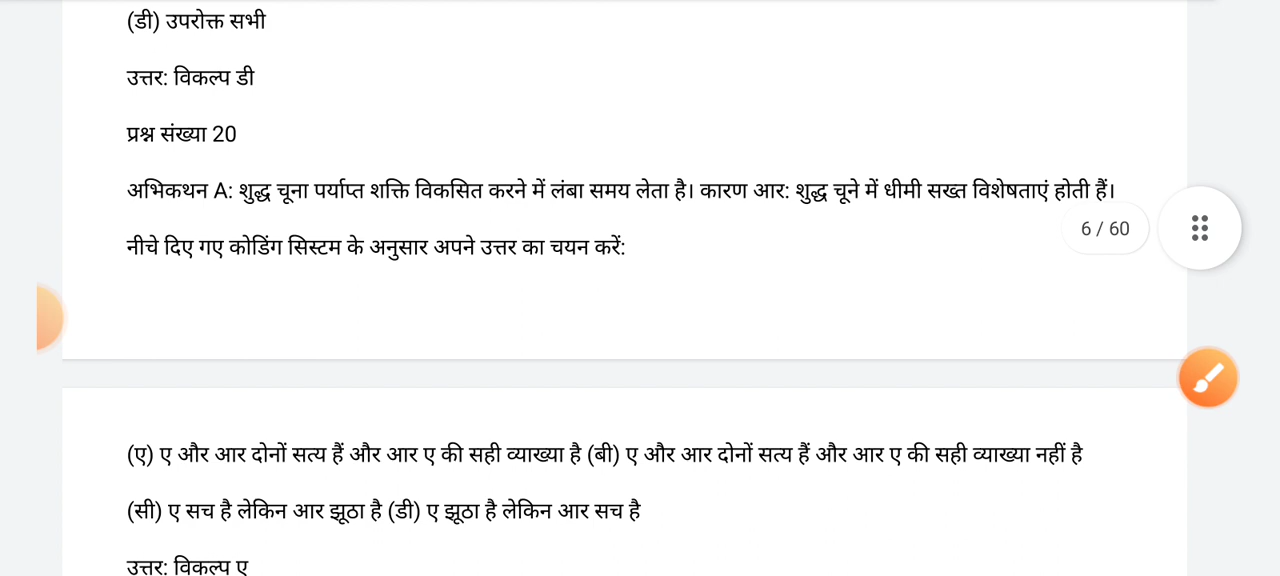 (डी) उपरोक्त सभी
उत्तर: विकल्प डी
प्रश्न संख्या 20
अभिकथन A: शुद्ध चूना पर्याप्त शक्ति विकसित करने में लंबा समय लेता है। कारण आर: शुद्ध चूने में धीमी सख्त विशेषताएं होती हैं।
6 / 60
नीचे दिए गए कोडिंग सिस्टम के अनुसार अपने उत्तर का चयन करें:
(ए) ए और आर दोनों सत्य हैं और आर ए की सही व्याख्या है (बी) ए और आर दोनों सत्य हैं और आर ए की सही व्याख्या नहीं है
(सी) ए सच है लेकिन आर झूठा है (डी) ए झूठा है लेकिन आर सच है
उत्तर: विकल्प ए